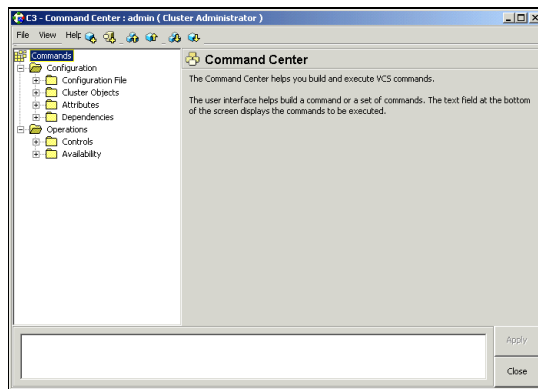 C3 - Command Center : admin ( Cluster Administrator )
File View Help
Commands
Configuration
Configuration File
Cluster Objects
Attributes
Dependencies
Operations
Controls
Availability
Command Center
The Command Center helps you build and execute VCS commands.
The user interface helps build a command or a set of commands. The text field at the bottom
of the screen displays the commands to be executed.
Apply
Close